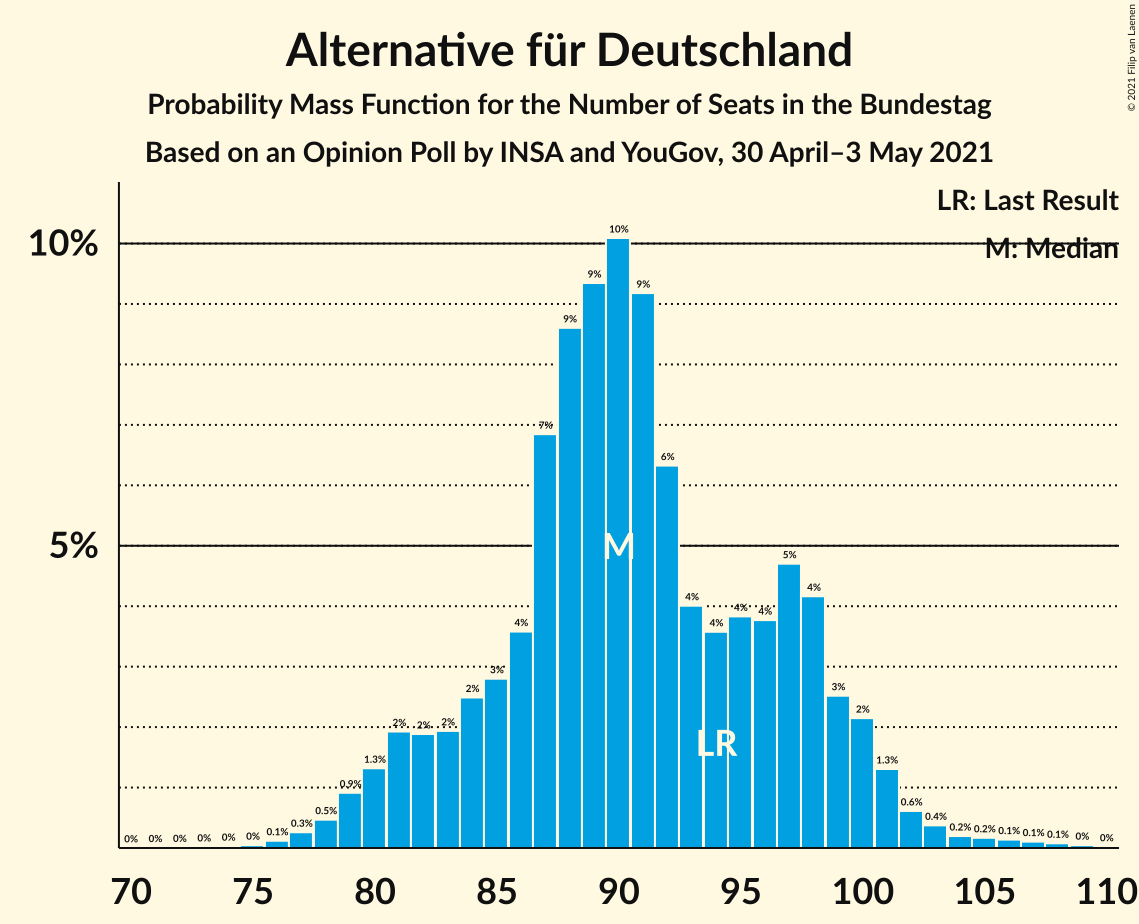 © 2021 Filip van Laenen
Alternative für Deutschland
Probability Mass Function for the Number of Seats in the Bundestag
Based on an Opinion Poll by INSA and YouGov, 30 April–3 May 2021
LR: Last Result
M: Median
10%
5%
0% 0% 0% 0% 0% 0% 0.1% 0.3% 0.5% 0.9% 1.3% 2% 2% 2% 2% 3% 4% 7% 9% 9% 10% 9% 6% 4% 4% 4% 4% 5% 4% 3% 2% 1.3% 0.6% 0.4% 0.2% 0.2% 0.1% 0.1% 0.1% 0% 0%
M
LR
70 75 80 85 90 95 100 105 110